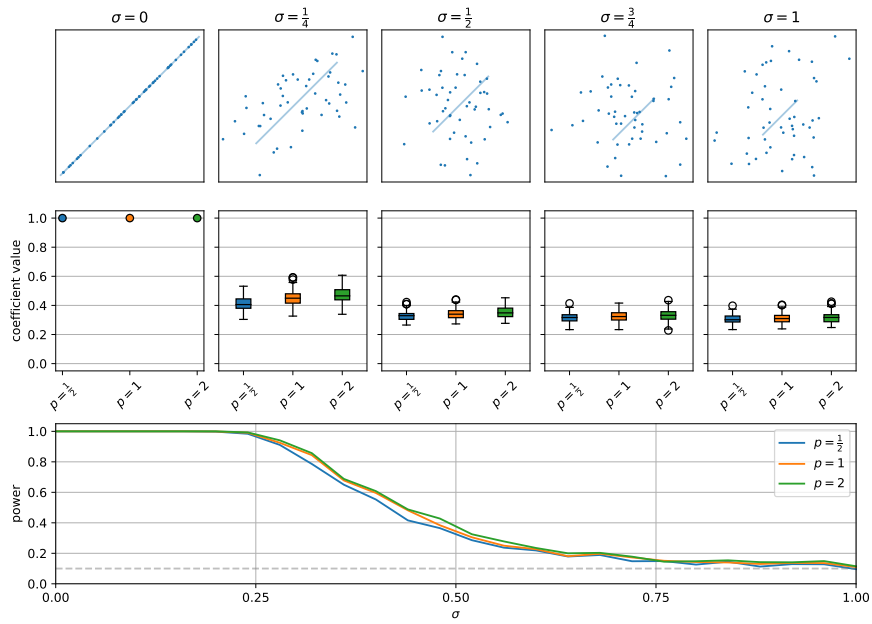 σ = 0
σ = 1/4
σ = 1/2
σ = 3/4
σ = 1
coefficient value
1.0
0.8
0.6
0.4
0.2
0.0
p = 1/2
p = 1
p = 2
p = 1/2
p = 1
p = 2
p = 1/2
p = 1
p = 2
p = 1/2
p = 1
p = 2
p = 1/2
p = 1
p = 2
power
1.0
0.8
0.6
0.4
0.2
0.0
p = 1/2
p = 1
p = 2
0.00
0.25
0.50
0.75
1.00
σ